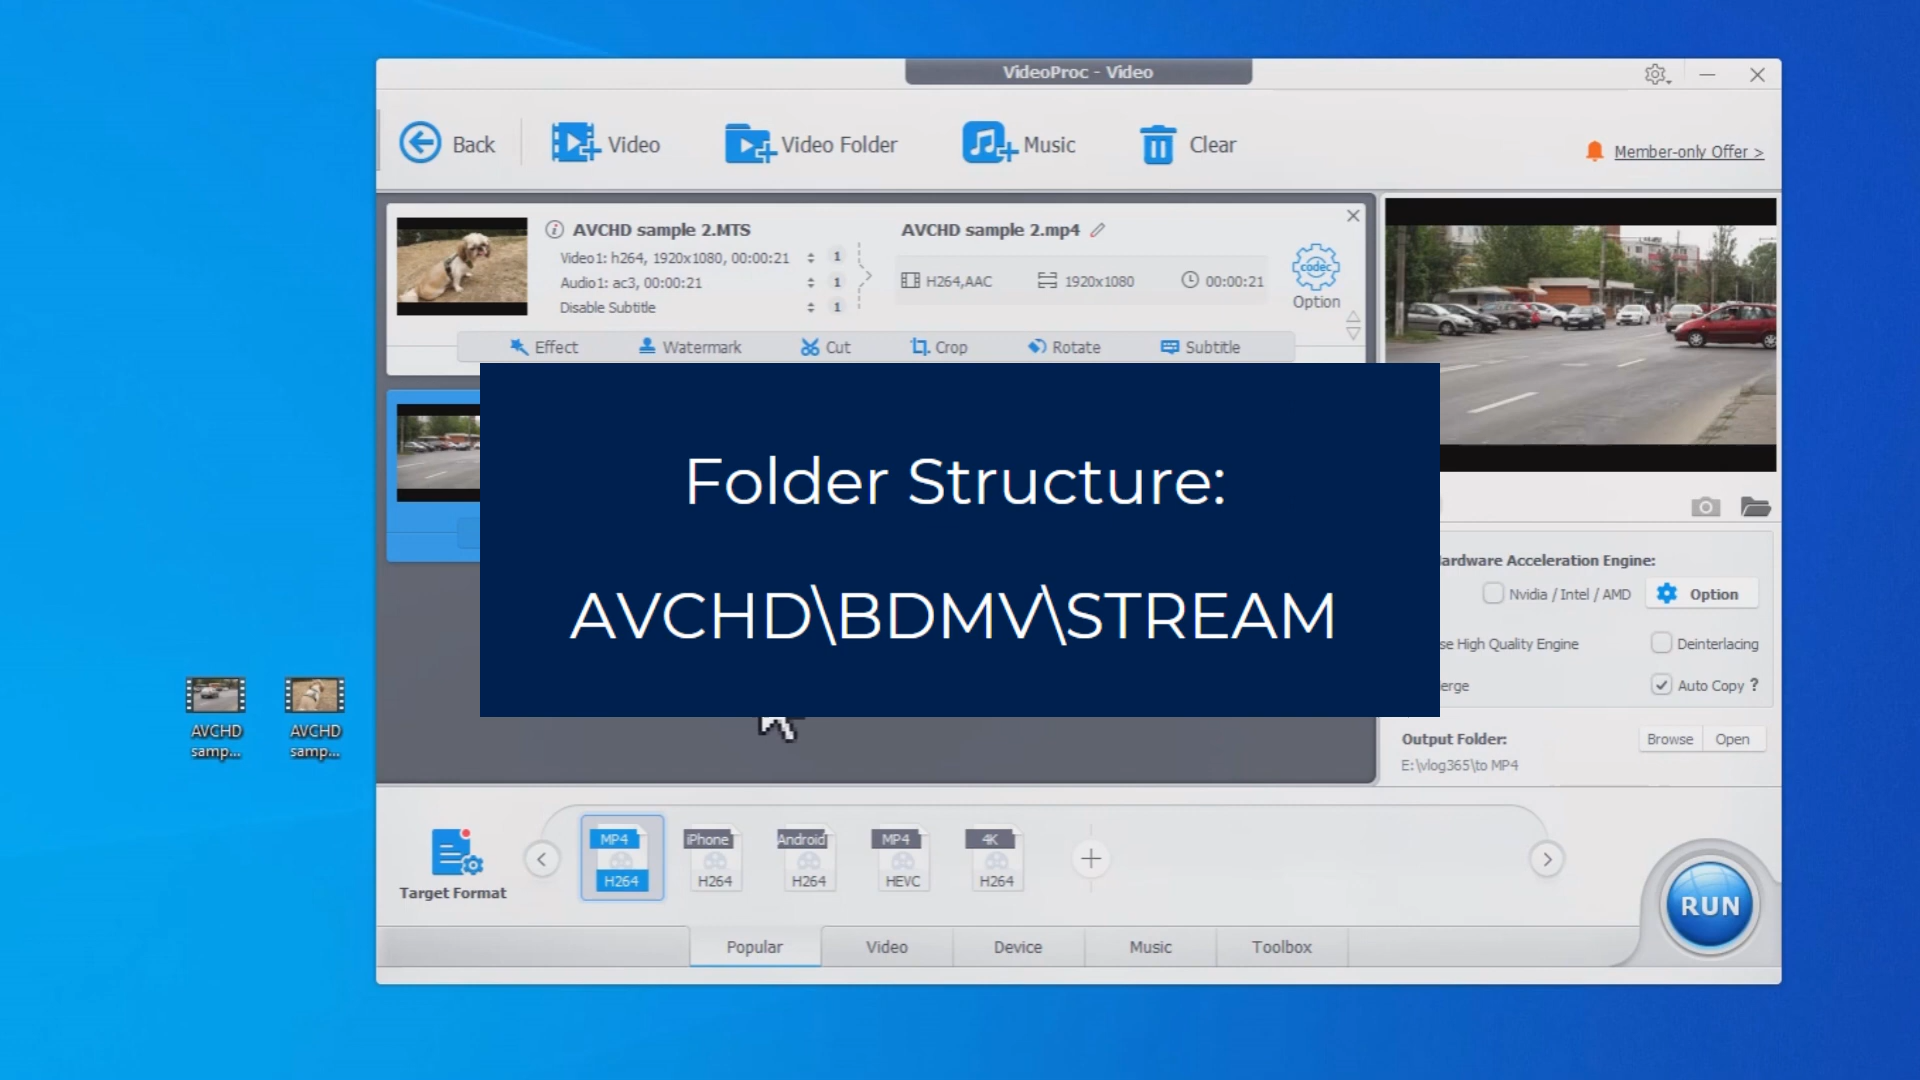 VideoProc - Video
Back
Video
Video Folder
Music
Clear
Member-only Offer >
AVCHD sample 2.MTS
Video1: h264, 1920x1080, 00:00:21
1
Audio1: ac3, 00:00:21
1
Disable Subtitle
1
AVCHD sample 2.mp4
H264,AAC
1920x1080
00:00:21
codec
Option
Effect
Watermark
Cut
Crop
Rotate
Subtitle
Folder Structure:
AVCHD\BDMV\STREAM
ardware Acceleration Engine:
Nvidia / Intel / AMD
Option
se High Quality Engine
Deinterlacing
erge
Auto Copy ?
Output Folder:
Browse
Open
E:\vlog365\to MP4
AVCHD
samp...
AVCHD
samp...
Target Format
MP4
H264
iPhone
H264
Android
H264
MP4
HEVC
4K
H264
RUN
Popular
Video
Device
Music
Toolbox